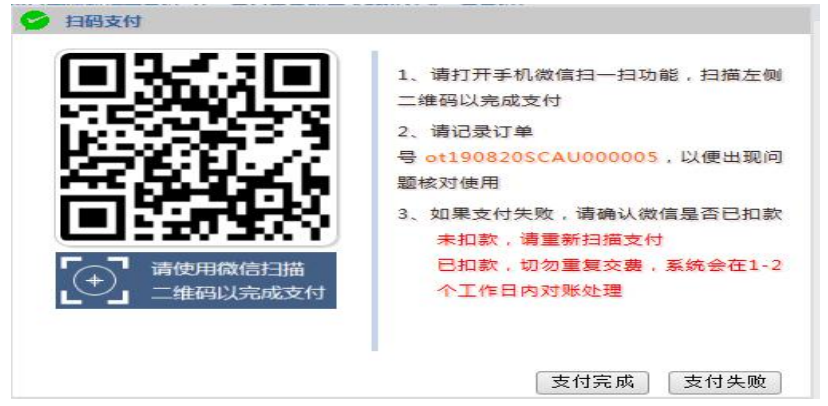 扫码支付
1、请打开手机微信扫一扫功能，扫描左侧
二维码以完成支付
2、请记录订单
号 ot190820SCAU000005，以便出现问
题核对使用
3、如果支付失败，请确认微信是否已扣款
未扣款，请重新扫描支付
已扣款，切勿重复交费，系统会在1-2
个工作日内对账处理
请使用微信扫描
二维码以完成支付
支付完成 支付失败